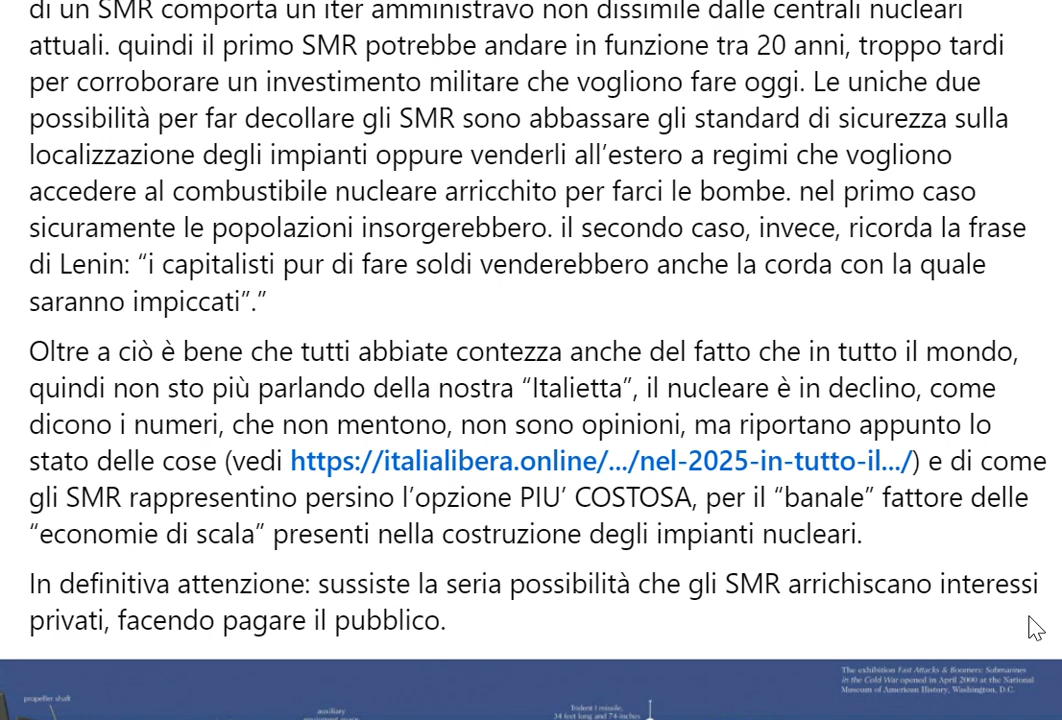 di un SMR comporta un iter amministravo non dissimile dalle centrali nucleari
attuali. quindi il primo SMR potrebbe andare in funzione tra 20 anni, troppo tardi
per corroborare un investimento militare che vogliono fare oggi. Le uniche due
possibilità per far decollare gli SMR sono abbassare gli standard di sicurezza sulla
localizzazione degli impianti oppure venderli all’estero a regimi che vogliono
accedere al combustibile nucleare arricchito per farci le bombe. nel primo caso
sicuramente le popolazioni insorgerebbero. il secondo caso, invece, ricorda la frase
di Lenin: “i capitalisti pur di fare soldi venderebbero anche la corda con la quale
saranno impiccati”.”
Oltre a ciò è bene che tutti abbiate contezza anche del fatto che in tutto il mondo,
quindi non sto più parlando della nostra “Italietta”, il nucleare è in declino, come
dicono i numeri, che non mentono, non sono opinioni, ma riportano appunto lo
stato delle cose (vedi https://italialibera.online/.../nel-2025-in-tutto-il.../) e di come
gli SMR rappresentino persino l’opzione PIU’ COSTOSA, per il “banale” fattore delle
“economie di scala” presenti nella costruzione degli impianti nucleari.
In definitiva attenzione: sussiste la seria possibilità che gli SMR arrichiscano interessi
privati, facendo pagare il pubblico.
The exhibition Fast Attacks & Boomers: Submarines
in the Cold War opened in April 2000 at the National
Museum of American History, Washington, D.C.
propeller shaft
auxiliary
equipment space
Trident I missile,
34 feet long and 74-inches